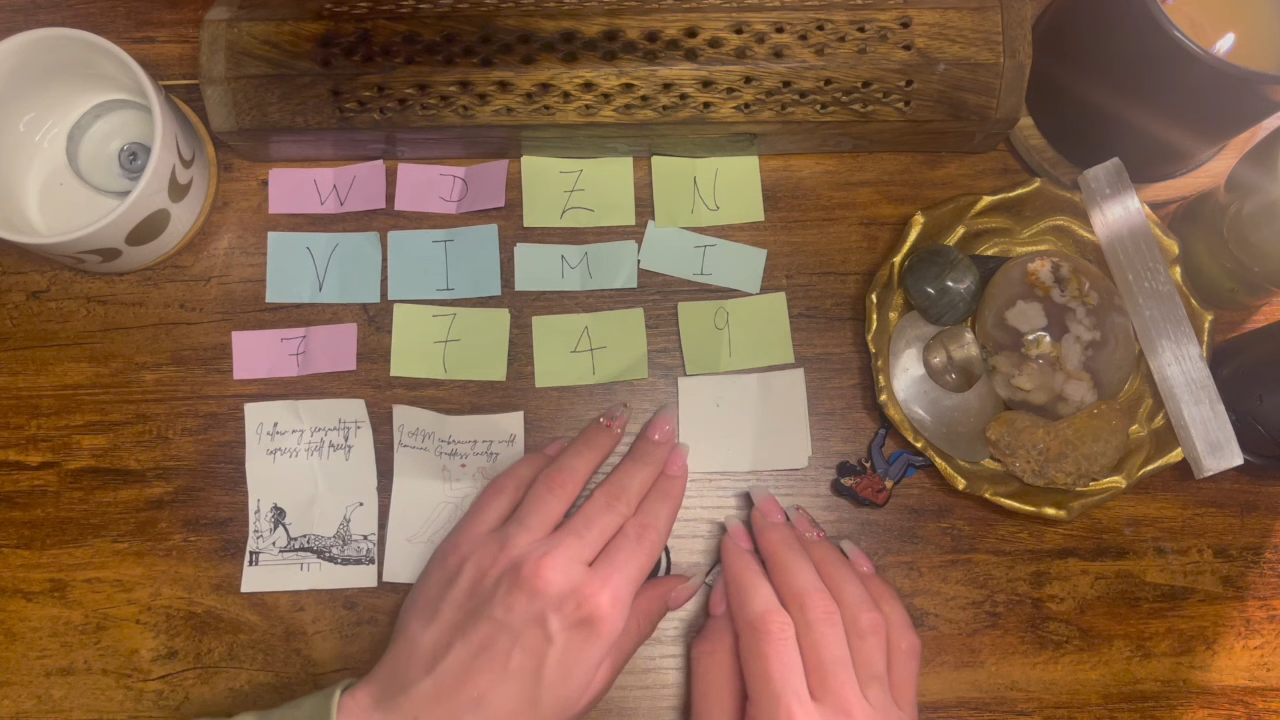 W D Z N
V I M I
7 7 4 9
I allow my sensuality to
express itself freely
I AM embracing my wild
feminine, Goddess energy